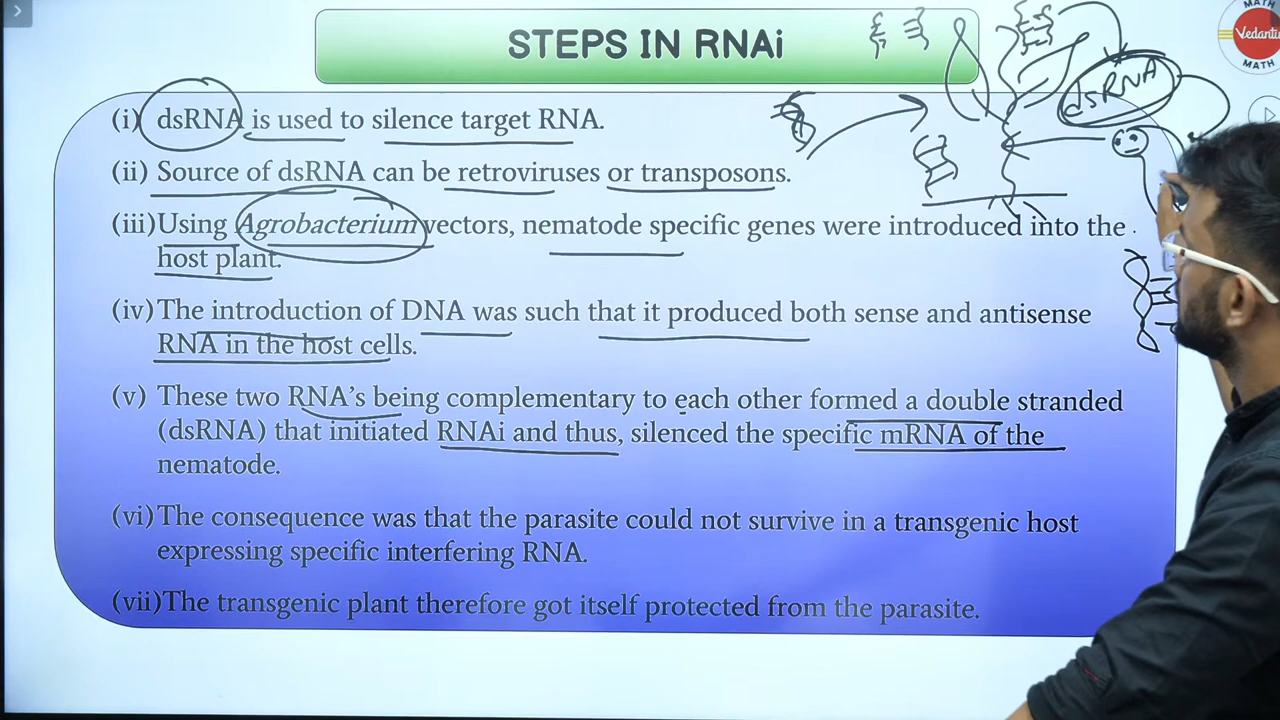 STEPS IN RNAi
MATH
Vedantu
MATH
dsRNA
(i) dsRNA is used to silence target RNA.
(ii) Source of dsRNA can be retroviruses or transposons.
(iii) Using Agrobacterium vectors, nematode specific genes were introduced into the
host plant.
(iv) The introduction of DNA was such that it produced both sense and antisense
RNA in the host cells.
(v) These two RNA's being complementary to each other formed a double stranded
(dsRNA) that initiated RNAi and thus, silenced the specific mRNA of the
nematode.
(vi) The consequence was that the parasite could not survive in a transgenic host
expressing specific interfering RNA.
(vii) The transgenic plant therefore got itself protected from the parasite.